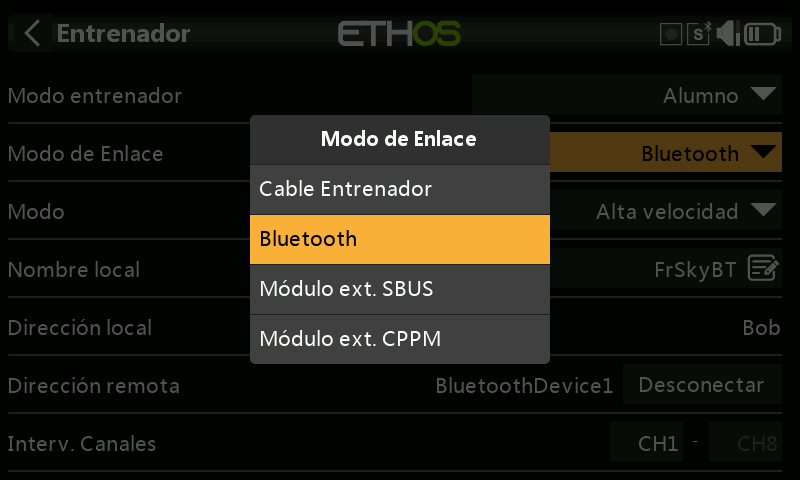 Entrenador
ETHOS
S
Modo entrenador
Alumno
Modo de Enlace
Bluetooth
Modo
Alta velocidad
Nombre local
FrSkyBT
Dirección local
Bob
Dirección remota
BluetoothDevice1
Desconectar
Interv. Canales
CH1 - CH8
Modo de Enlace
Cable Entrenador
Bluetooth
Módulo ext. SBUS
Módulo ext. CPPM